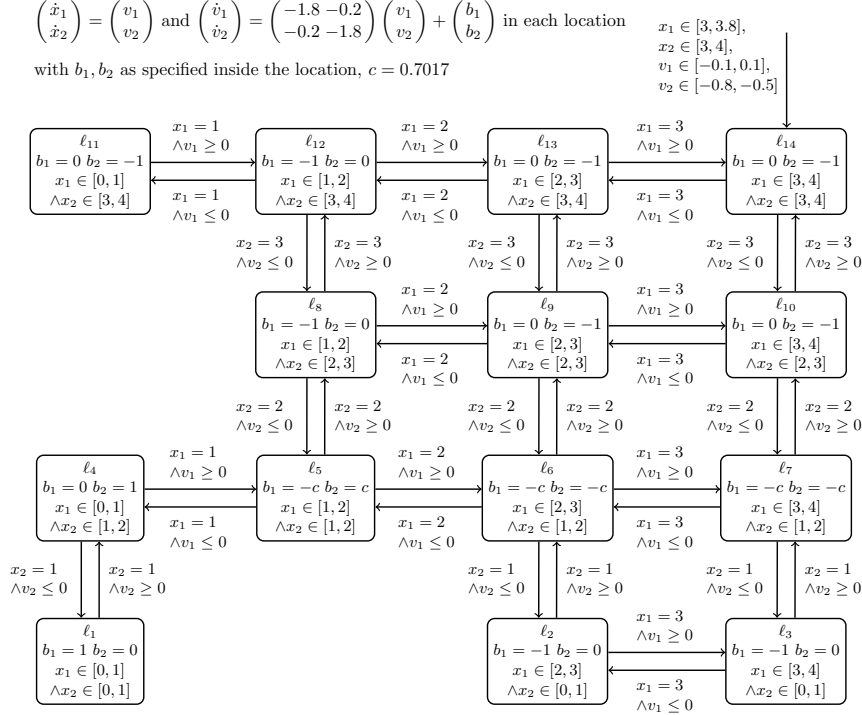 (ẋ₁ ẋ₂) = (v₁ v₂) and (v̇₁ v̇₂) = (−1.8 −0.2 −0.2 −1.8) (v₁ v₂) + (b₁ b₂) in each location
with b₁, b₂ as specified inside the location, c = 0.7017
x₁ ∈ [3, 3.8],
x₂ ∈ [3, 4],
v₁ ∈ [−0.1, 0.1],
v₂ ∈ [−0.8, −0.5]
ℓ₁₁
b₁ = 0 b₂ = −1
x₁ ∈ [0, 1]
∧x₂ ∈ [3, 4]
x₁ = 1
∧v₁ ≥ 0
x₁ = 1
∧v₁ ≤ 0
ℓ₁₂
b₁ = −1 b₂ = 0
x₁ ∈ [1, 2]
∧x₂ ∈ [3, 4]
x₁ = 2
∧v₁ ≥ 0
x₁ = 2
∧v₁ ≤ 0
ℓ₁₃
b₁ = 0 b₂ = −1
x₁ ∈ [2, 3]
∧x₂ ∈ [3, 4]
x₁ = 3
∧v₁ ≥ 0
x₁ = 3
∧v₁ ≤ 0
ℓ₁₄
b₁ = 0 b₂ = −1
x₁ ∈ [3, 4]
∧x₂ ∈ [3, 4]
x₂ = 3
∧v₂ ≤ 0
x₂ = 3
∧v₂ ≥ 0
x₂ = 3
∧v₂ ≤ 0
x₂ = 3
∧v₂ ≥ 0
x₂ = 3
∧v₂ ≤ 0
x₂ = 3
∧v₂ ≥ 0
ℓ₈
b₁ = −1 b₂ = 0
x₁ ∈ [1, 2]
∧x₂ ∈ [2, 3]
x₁ = 2
∧v₁ ≥ 0
x₁ = 2
∧v₁ ≤ 0
ℓ₉
b₁ = 0 b₂ = −1
x₁ ∈ [2, 3]
∧x₂ ∈ [2, 3]
x₁ = 3
∧v₁ ≥ 0
x₁ = 3
∧v₁ ≤ 0
ℓ₁₀
b₁ = 0 b₂ = −1
x₁ ∈ [3, 4]
∧x₂ ∈ [2, 3]
x₂ = 2
∧v₂ ≤ 0
x₂ = 2
∧v₂ ≥ 0
x₂ = 2
∧v₂ ≤ 0
x₂ = 2
∧v₂ ≥ 0
x₂ = 2
∧v₂ ≤ 0
x₂ = 2
∧v₂ ≥ 0
ℓ₄
b₁ = 0 b₂ = 1
x₁ ∈ [0, 1]
∧x₂ ∈ [1, 2]
x₁ = 1
∧v₁ ≥ 0
x₁ = 1
∧v₁ ≤ 0
ℓ₅
b₁ = −c b₂ = c
x₁ ∈ [1, 2]
∧x₂ ∈ [1, 2]
x₁ = 2
∧v₁ ≥ 0
x₁ = 2
∧v₁ ≤ 0
ℓ₆
b₁ = −c b₂ = −c
x₁ ∈ [2, 3]
∧x₂ ∈ [1, 2]
x₁ = 3
∧v₁ ≥ 0
x₁ = 3
∧v₁ ≤ 0
ℓ₇
b₁ = −c b₂ = −c
x₁ ∈ [3, 4]
∧x₂ ∈ [1, 2]
x₂ = 1
∧v₂ ≤ 0
x₂ = 1
∧v₂ ≥ 0
x₂ = 1
∧v₂ ≤ 0
x₂ = 1
∧v₂ ≥ 0
x₂ = 1
∧v₂ ≤ 0
x₂ = 1
∧v₂ ≥ 0
ℓ₁
b₁ = 1 b₂ = 0
x₁ ∈ [0, 1]
∧x₂ ∈ [0, 1]
ℓ₂
b₁ = −1 b₂ = 0
x₁ ∈ [2, 3]
∧x₂ ∈ [0, 1]
x₁ = 3
∧v₁ ≥ 0
x₁ = 3
∧v₁ ≤ 0
ℓ₃
b₁ = −1 b₂ = 0
x₁ ∈ [3, 4]
∧x₂ ∈ [0, 1]